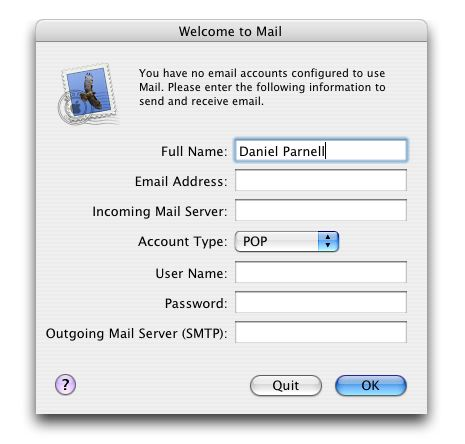 Welcome to Mail
You have no email accounts configured to use
Mail. Please enter the following information to
send and receive email.
Full Name: Daniel Parnell
Email Address:
Incoming Mail Server:
Account Type: POP
User Name:
Password:
Outgoing Mail Server (SMTP):
? Quit OK